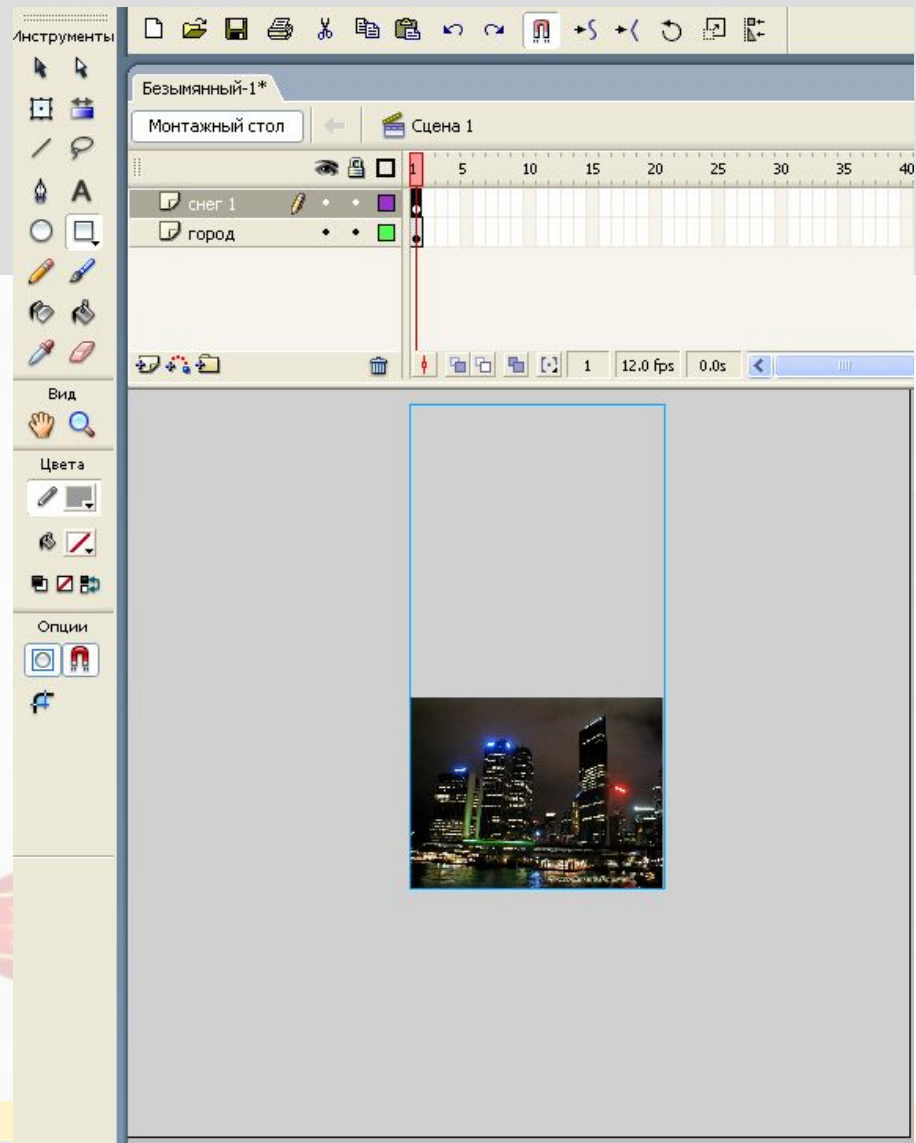 Инструменты
Безымянный-1*
Монтажный стол
Сцена 1
1 5 10 15 20 25 30 35 40
снег 1
город
1 12.0 fps 0.0s
Вид
Цвета
Опции